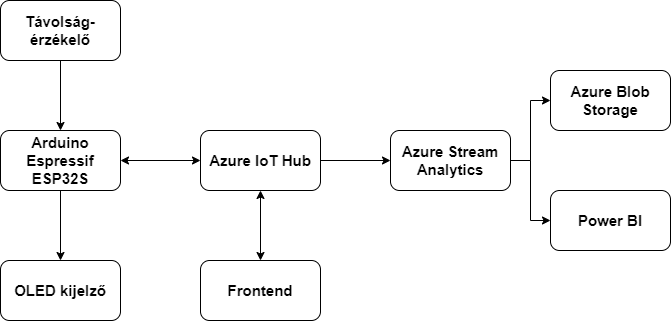 Távolság-
érzékelő
Arduino
Espressif
ESP32S
Azure IoT Hub
Azure Stream
Analytics
Azure Blob
Storage
Power BI
OLED kijelző
Frontend